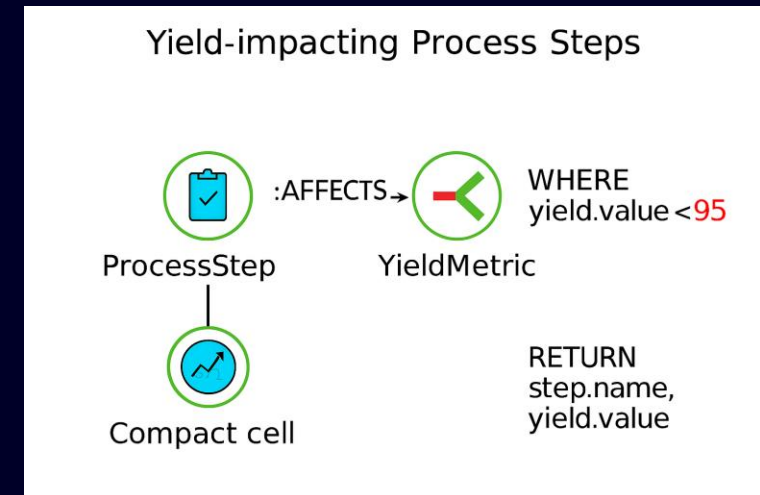 Yield-impacting Process Steps
:AFFECTS
WHERE
yield.value<95
ProcessStep
YieldMetric
Compact cell
RETURN
step.name,
yield.value